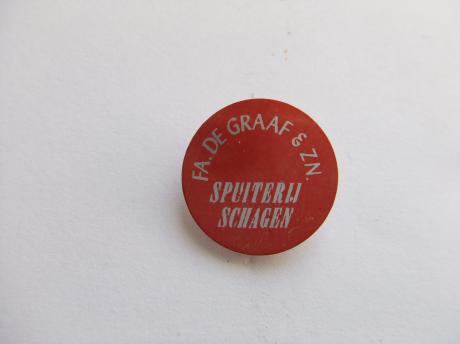 FA. DE GRAAF & ZN.
SPUITERIJ
SCHAGEN